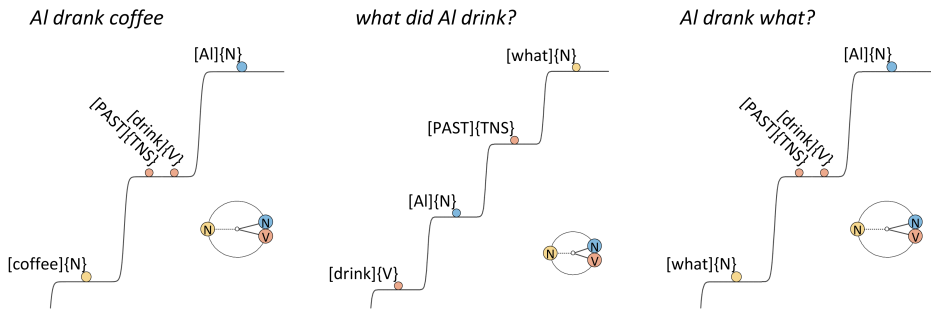 Al drank coffee
[Al]{N}
[drink]{V}
[PAST]{TNS}
[coffee]{N}
N
N
V
what did Al drink?
[what]{N}
[PAST]{TNS}
[Al]{N}
[drink]{V}
N
N
V
Al drank what?
[Al]{N}
[drink]{V}
[PAST]{TNS}
[what]{N}
N
N
V